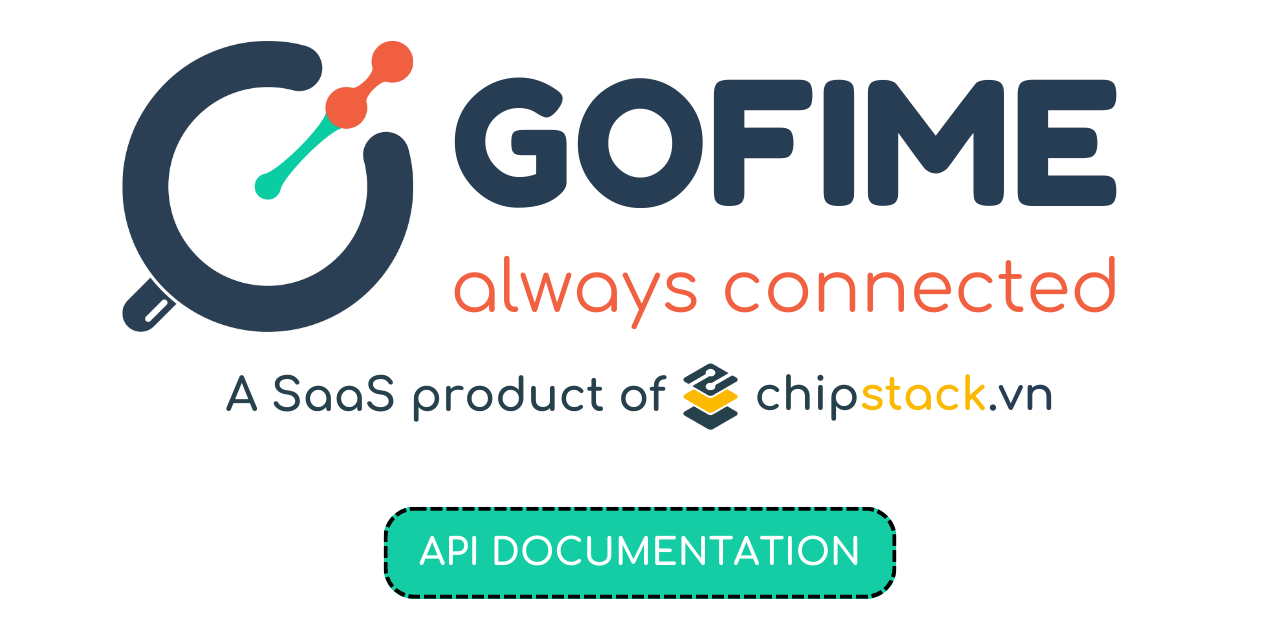 GOFIME
always connected
A SaaS product of chipstack.vn
API DOCUMENTATION